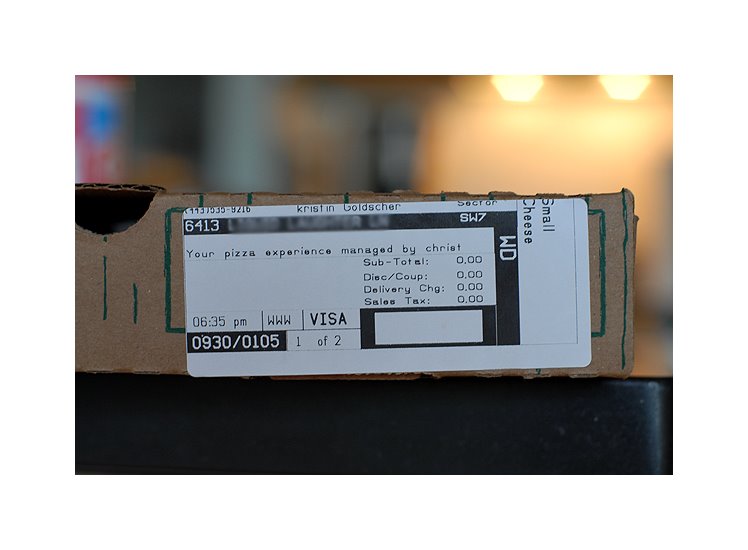 kristin Goldscher Sector
6413 SW7
Your pizza experience managed by christ
Sub-Total: 0.00
Disc/Coup: 0.00
Delivery Chg: 0.00
Sales Tax: 0.00
06:35 pm WWW VISA
0930/0105 1 of 2
WO
Small
Cheese